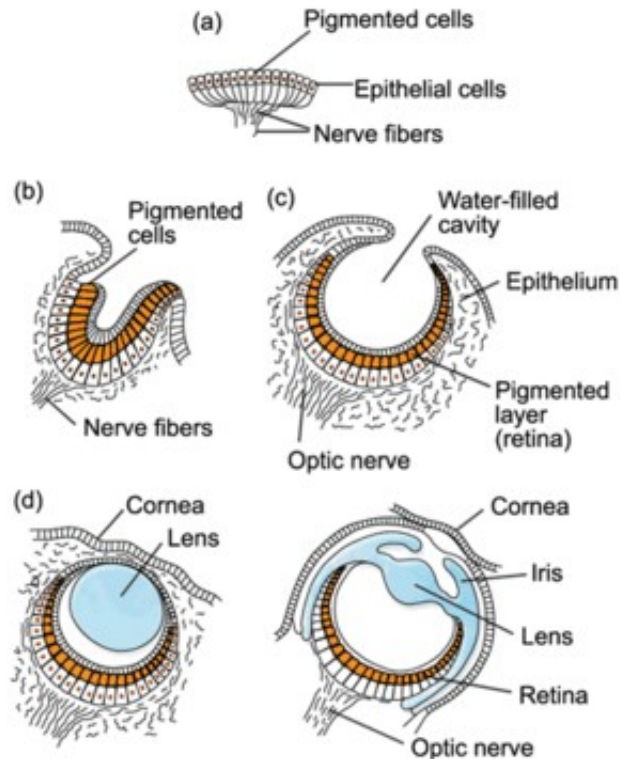 (a)
Pigmented cells
Epithelial cells
Nerve fibers
(b)
Pigmented
cells
Nerve fibers
(c)
Water-filled
cavity
Epithelium
Pigmented
layer
(retina)
Optic nerve
(d)
Cornea
Lens
Cornea
Iris
Lens
Retina
Optic nerve